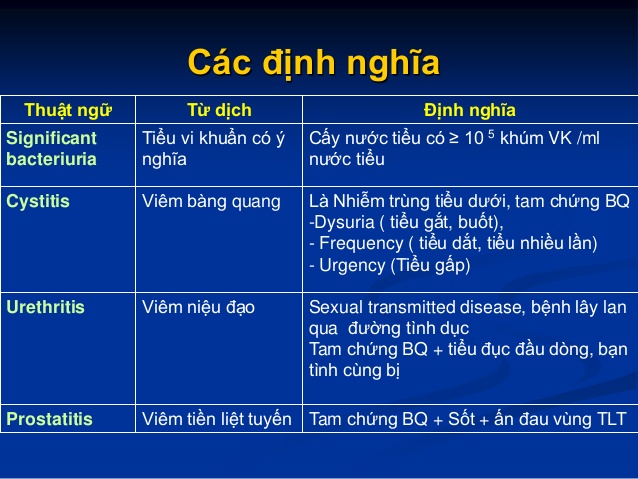 Các định nghĩa
Thuật ngữ Từ dịch Định nghĩa
Significant bacteriuria
Tiểu vi khuẩn có ý nghĩa
Cấy nước tiểu có ≥ 10 5 khúm VK /ml
nước tiểu
Cystitis
Viêm bàng quang
Là Nhiễm trùng tiểu dưới, tam chứng BQ
-Dysuria ( tiểu gắt, buốt),
- Frequency ( tiểu dắt, tiểu nhiều lần)
- Urgency (Tiểu gấp)
Urethritis
Viêm niệu đạo
Sexual transmitted disease, bệnh lây lan
qua đường tình dục
Tam chứng BQ + tiểu đục đầu dòng, bạn
tình cùng bị
Prostatitis
Viêm tiền liệt tuyến
Tam chứng BQ + Sốt + ấn đau vùng TLT